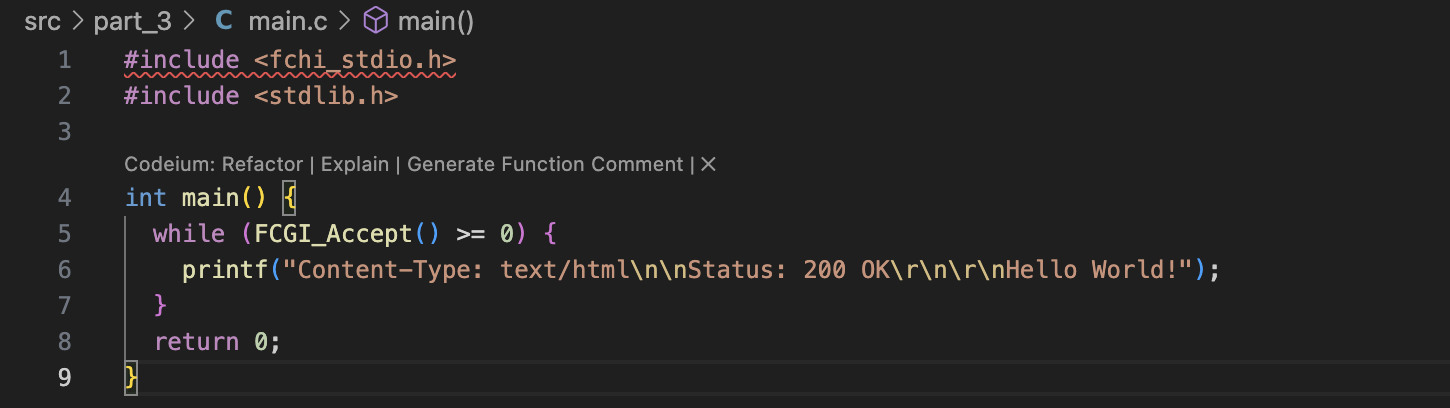 src > part_3 > C main.c > main()
1 #include <fchi_stdio.h>
2 #include <stdlib.h>
3
Codeium: Refactor | Explain | Generate Function Comment | ×
4 int main() {
5 while (FCGI_Accept() >= 0) {
6 printf("Content-Type: text/html\n\nStatus: 200 OK\r\n\r\nHello World!");
7 }
8 return 0;
9 }